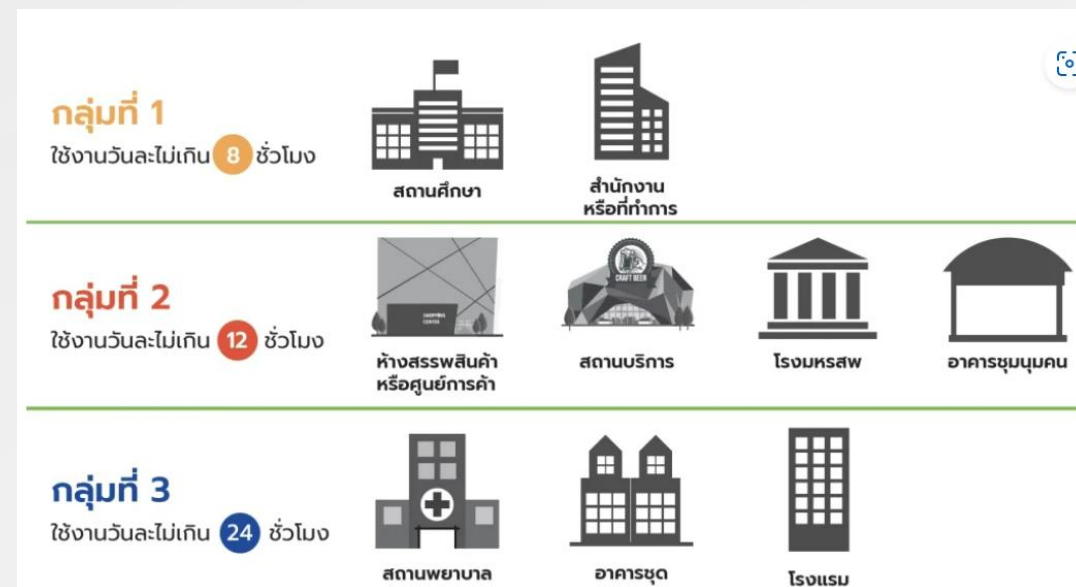 กลุ่มที่ 1
ใช้งานวันละไม่เกิน 8 ชั่วโมง
สถานศึกษา
สำนักงาน
หรือที่ทำการ
กลุ่มที่ 2
ใช้งานวันละไม่เกิน 12 ชั่วโมง
SHOPPING
CENTER
ห้างสรรพสินค้า
หรือศูนย์การค้า
CRAFT BEER
สถานบริการ
โรงมหรสพ
อาคารชุมนุมคน
กลุ่มที่ 3
ใช้งานวันละไม่เกิน 24 ชั่วโมง
สถานพยาบาล
อาคารชุด
โรงแรม